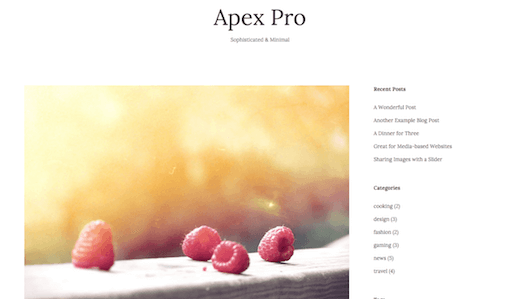 Apex Pro
Sophisticated & Minimal
Recent Posts
A Wonderful Post
Another Example Blog Post
A Dinner for Three
Great for Media-based Websites
Sharing Images with a Slider
Categories
cooking (2)
design (3)
fashion (2)
gaming (3)
news (5)
travel (4)